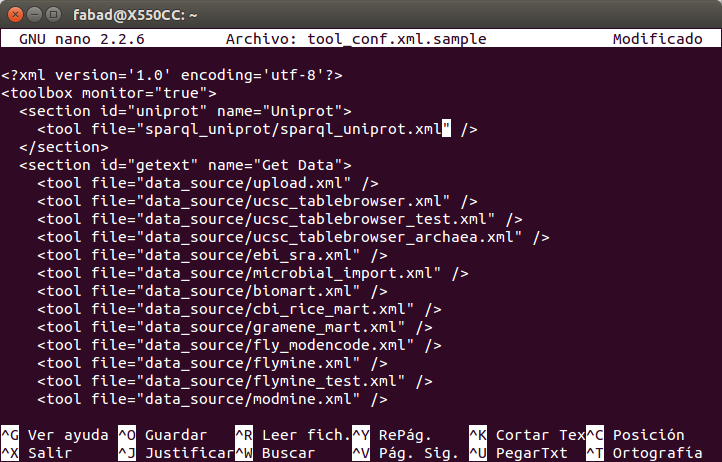 fabad@X550CC: ~
GNU nano 2.2.6 Archivo: tool_conf.xml.sample Modificado
<?xml version='1.0' encoding='utf-8'?>
<toolbox monitor="true">
  <section id="uniprot" name="Uniprot">
    <tool file="sparql_uniprot/sparql_uniprot.xml" />
  </section>
  <section id="getext" name="Get Data">
    <tool file="data_source/upload.xml" />
    <tool file="data_source/ucsc_tablebrowser.xml" />
    <tool file="data_source/ucsc_tablebrowser_test.xml" />
    <tool file="data_source/ucsc_tablebrowser_archaea.xml" />
    <tool file="data_source/ebi_sra.xml" />
    <tool file="data_source/microbial_import.xml" />
    <tool file="data_source/biomart.xml" />
    <tool file="data_source/cbi_rice_mart.xml" />
    <tool file="data_source/gramene_mart.xml" />
    <tool file="data_source/fly_modencode.xml" />
    <tool file="data_source/flymine.xml" />
    <tool file="data_source/flymine_test.xml" />
    <tool file="data_source/modmine.xml" />
^G Ver ayuda ^O Guardar ^R Leer fich. ^Y RePág. ^K Cortar Tex ^C Posición
^X Salir ^J Justificar ^W Buscar ^V Pág. Sig. ^U PegarTxt ^T Ortografía